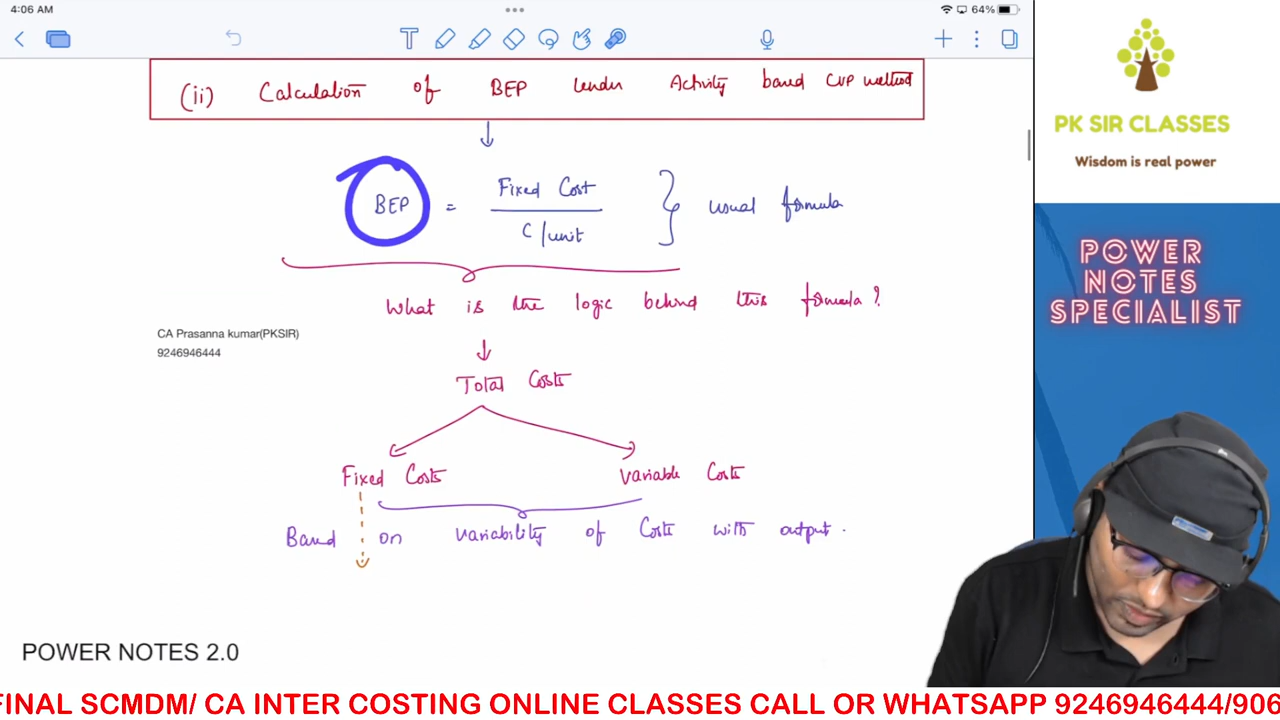 4:06 AM
64%
(ii) Calculation of BEP under Activity based CVP method
BEP = Fixed Cost / C/unit } usual formula
What is the logic behind this formula?
CA Prasanna kumar(PKSIR)
9246946444
Total Costs
Fixed Costs Variable Costs
Based on variability of Costs with output.
POWER NOTES 2.0
PK SIR CLASSES
Wisdom is real power
POWER
NOTES
SPECIALIST
FINAL SCMDM/ CA INTER COSTING ONLINE CLASSES CALL OR WHATSAPP 9246946444/906